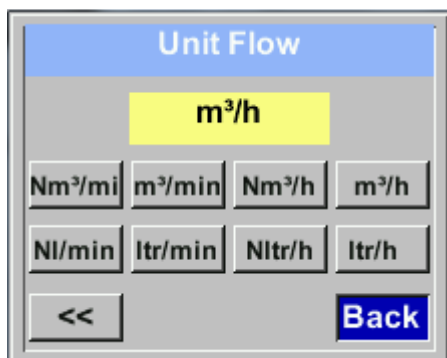 Unit Flow
m³/h
Nm³/mi m³/min Nm³/h m³/h
Nl/min ltr/min Nltr/h ltr/h
<< Back